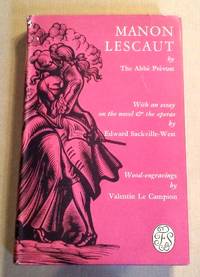 MANON
LESCAUT
by
The Abbé Prévost
With an essay
on the novel & the operas
by
Edward Sackville-West
Wood-engravings
by
Valentin Le Campion